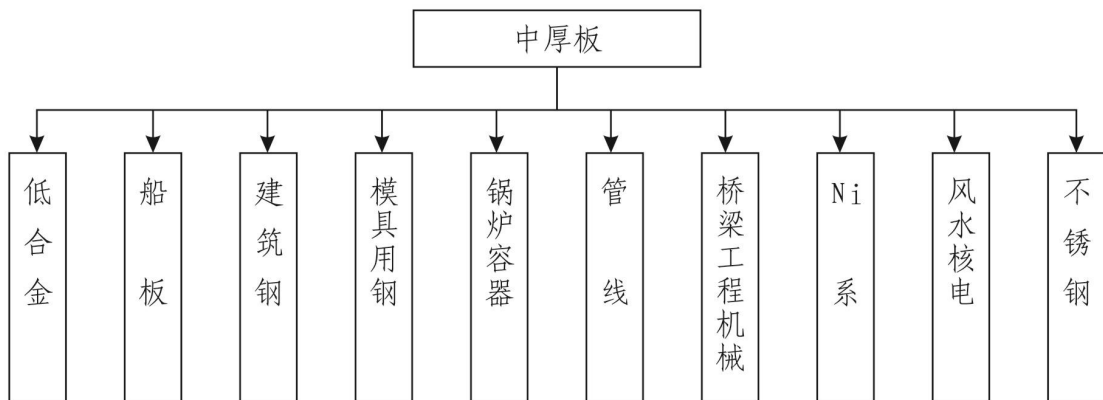 中厚板
低合金
船板
建筑钢
模具用钢
锅炉容器
管线
桥梁工程机械
Ni系
风水核电
不锈钢